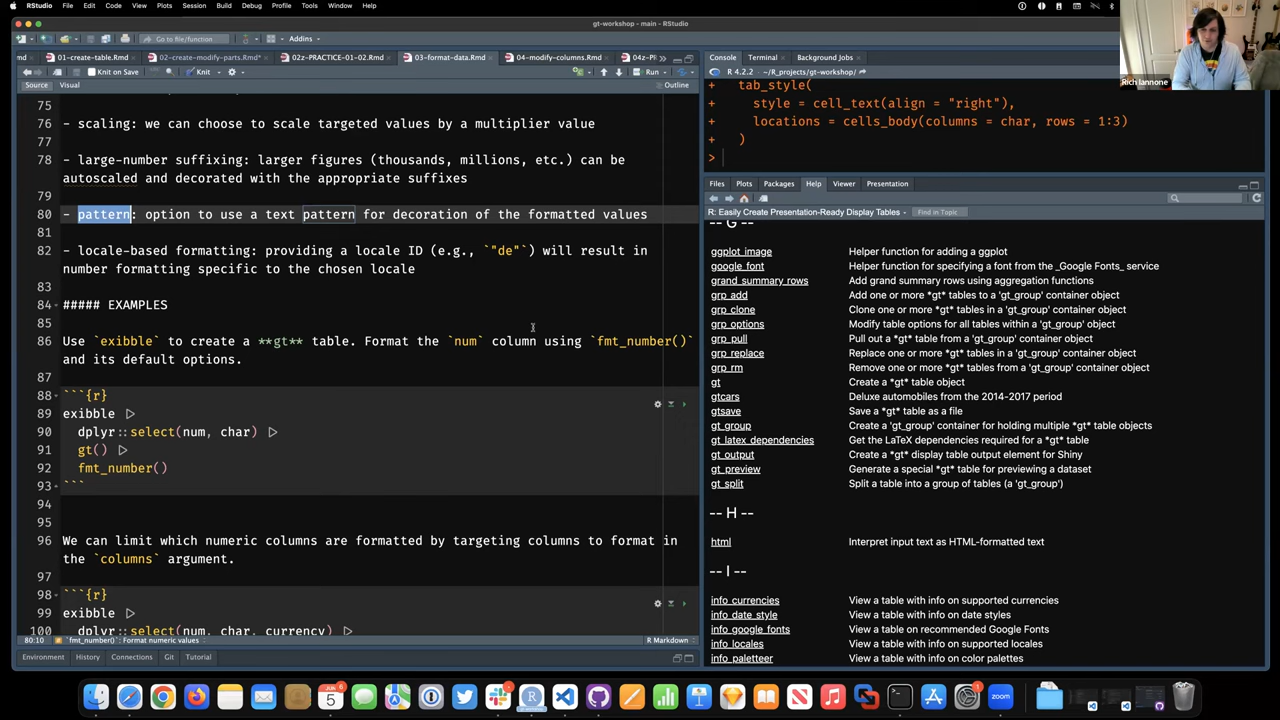 RStudio File Edit Code View Plots Session Build Debug Profile Tools Window Help
gt-workshop - main - RStudio
Go to file/function Addins
md 01-create-table.Rmd 02-create-modify-parts.Rmd* 02z-PRACTICE-01-02.Rmd 03-format-data.Rmd 04-modify-columns.Rmd 04z-PR
Knit on Save Knit Run
Source Visual Outline
75
76 - scaling: we can choose to scale targeted values by a multiplier value
77
78 - large-number suffixing: larger figures (thousands, millions, etc.) can be
autoscaled and decorated with the appropriate suffixes
79
80 - pattern: option to use a text pattern for decoration of the formatted values
81
82 - locale-based formatting: providing a locale ID (e.g., `"de"`) will result in
number formatting specific to the chosen locale
83
84 ##### EXAMPLES
85
86 Use `exibble` to create a **gt** table. Format the `num` column using `fmt_number()`
and its default options.
87
88 ```{r}
89 exibble |>
90 dplyr::select(num, char) |>
91 gt() |>
92 fmt_number()
93 ```
94
95
96 We can limit which numeric columns are formatted by targeting columns to format in
the `columns` argument.
97
98 ```{r}
99 exibble |>
100 dplyr::select(num, char, currency) |>
80:10 `fmt_number()`: Format numeric values R Markdown
Environment History Connections Git Tutorial
Console Terminal Background Jobs
R 4.2.2 · ~/R_projects/gt-workshop/
+ tab_style(
+ style = cell_text(align = "right"),
+ locations = cells_body(columns = char, rows = 1:3)
+ )
>
Files Plots Packages Help Viewer Presentation
R: Easily Create Presentation-Ready Display Tables Find in Topic
-- G --
ggplot_image Helper function for adding a ggplot
google_font Helper function for specifying a font from the _Google Fonts_ service
grand_summary_rows Add grand summary rows using aggregation functions
grp_add Add one or more *gt* tables to a 'gt_group' container object
grp_clone Clone one or more *gt* tables in a 'gt_group' container object
grp_options Modify table options for all tables within a 'gt_group' object
grp_pull Pull out a *gt* table from a 'gt_group' container object
grp_replace Replace one or more *gt* tables in a 'gt_group' container object
grp_rm Remove one or more *gt* tables from a 'gt_group' container object
gt Create a *gt* table object
gtcars Deluxe automobiles from the 2014-2017 period
gtsave Save a *gt* table as a file
gt_group Create a 'gt_group' container for holding multiple *gt* table objects
gt_latex_dependencies Get the LaTeX dependencies required for a *gt* table
gt_output Create a *gt* display table output element for Shiny
gt_preview Generate a special *gt* table for previewing a dataset
gt_split Split a table into a group of tables (a 'gt_group')
-- H --
html Interpret input text as HTML-formatted text
-- I --
info_currencies View a table with info on supported currencies
info_date_style View a table with info on date styles
info_google_fonts View a table on recommended Google Fonts
info_locales View a table with info on supported locales
info_paletteer View a table with info on color palettes
Rich Iannone
JUN
5
6
1
1
zoom